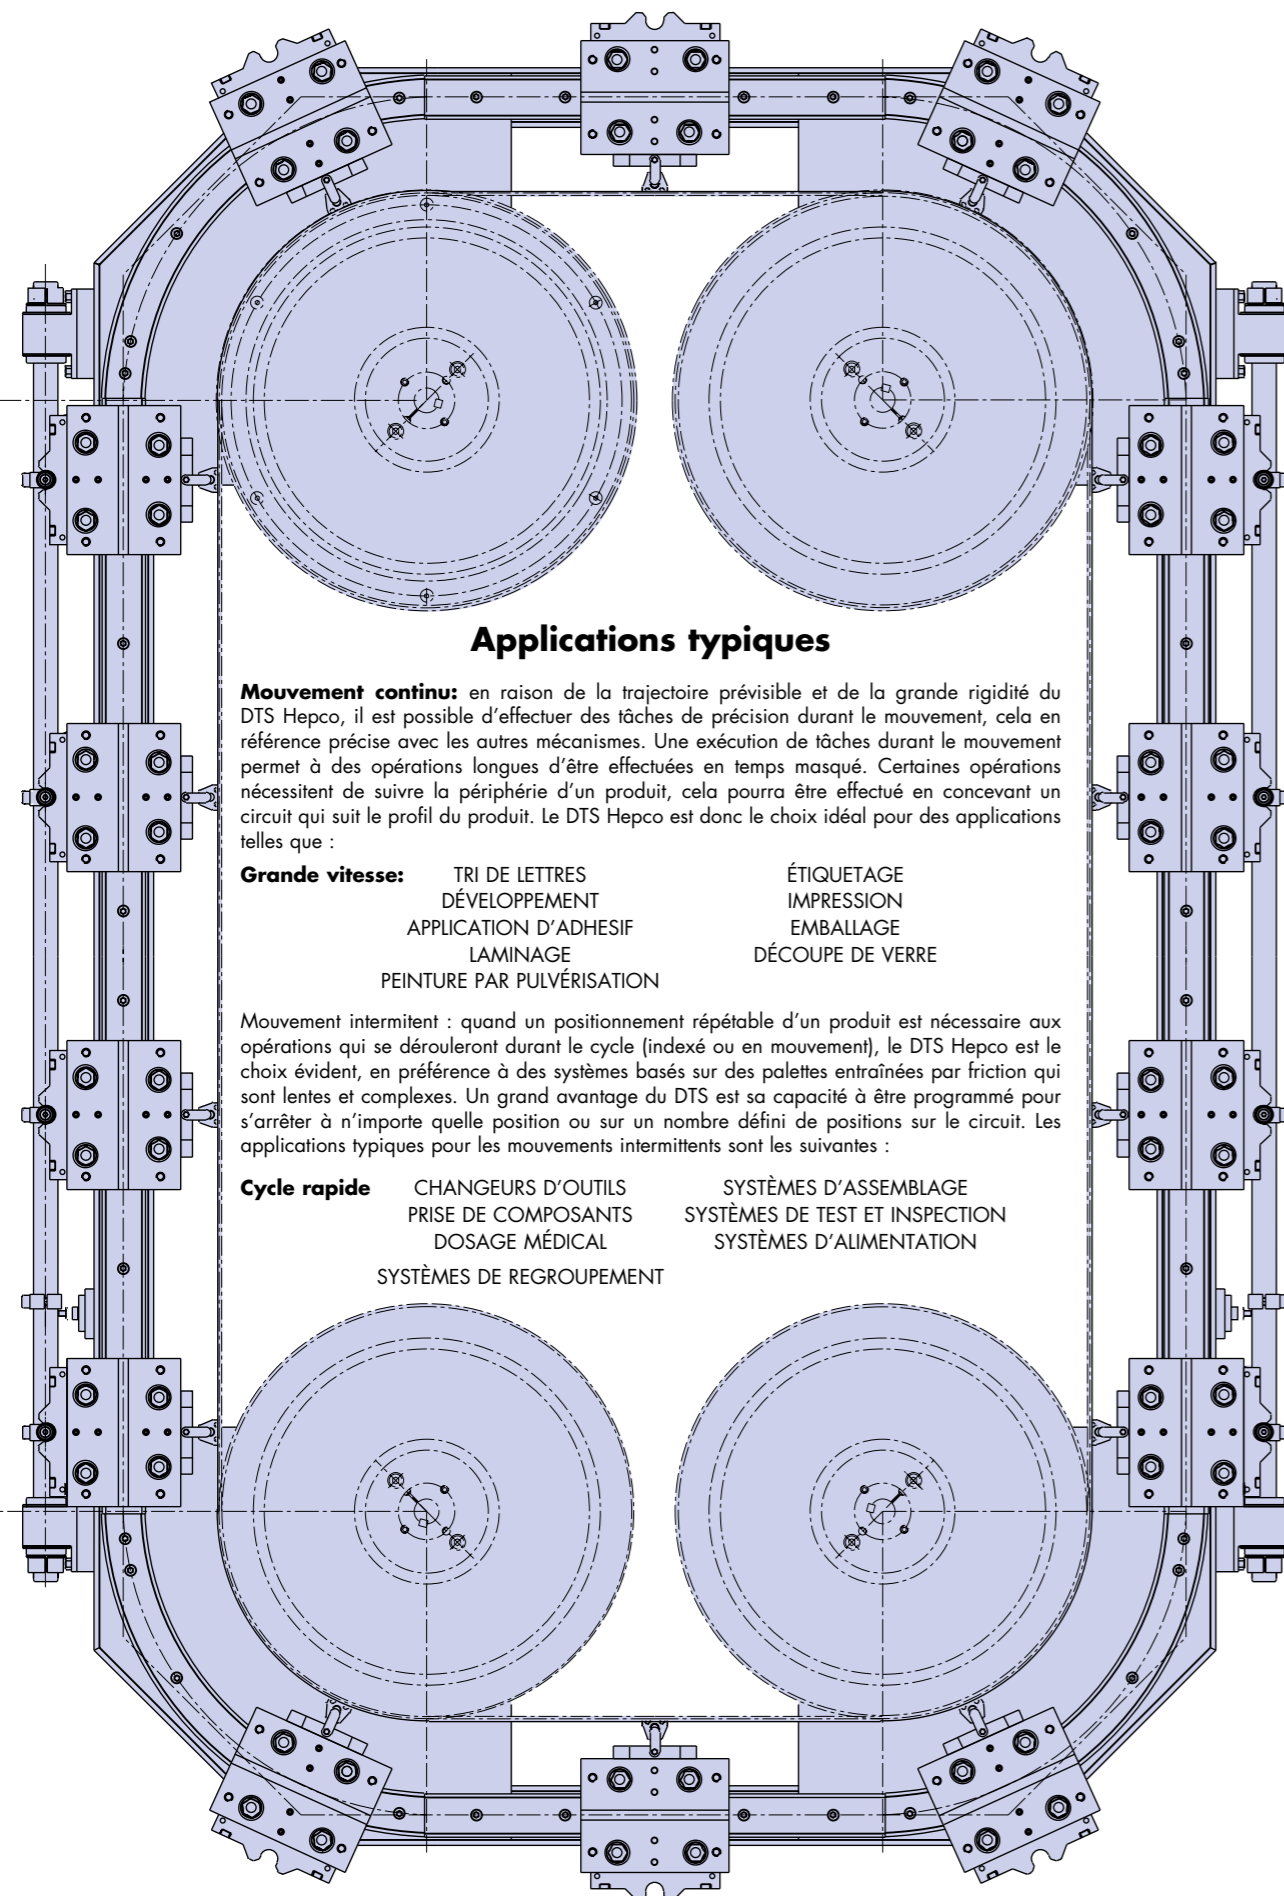 Applications typiques
Mouvement continu: en raison de la trajectoire prévisible et de la grande rigidité du
DTS Hepco, il est possible d'effectuer des tâches de précision durant le mouvement, cela en
référence précise avec les autres mécanismes. Une exécution de tâches durant le mouvement
permet à des opérations longues d'être effectuées en temps masqué. Certaines opérations
nécessitent de suivre la périphérie d'un produit, cela pourra être effectué en concevant un
circuit qui suit le profil du produit. Le DTS Hepco est donc le choix idéal pour des applications
telles que :
Grande vitesse: TRI DE LETTRES ÉTIQUETAGE
DÉVELOPPEMENT IMPRESSION
APPLICATION D'ADHESIF EMBALLAGE
LAMINAGE DÉCOUPE DE VERRE
PEINTURE PAR PULVÉRISATION
Mouvement intermitent : quand un positionnement répétable d'un produit est nécessaire aux
opérations qui se dérouleront durant le cycle (indexé ou en mouvement), le DTS Hepco est le
choix évident, en préférence à des systèmes basés sur des palettes entraînées par friction qui
sont lentes et complexes. Un grand avantage du DTS est sa capacité à être programmé pour
s'arrêter à n'importe quelle position ou sur un nombre défini de positions sur le circuit. Les
applications typiques pour les mouvements intermittents sont les suivantes :
Cycle rapide CHANGEURS D'OUTILS SYSTÈMES D'ASSEMBLAGE
PRISE DE COMPOSANTS SYSTÈMES DE TEST ET INSPECTION
DOSAGE MÉDICAL SYSTÈMES D'ALIMENTATION
SYSTÈMES DE REGROUPEMENT